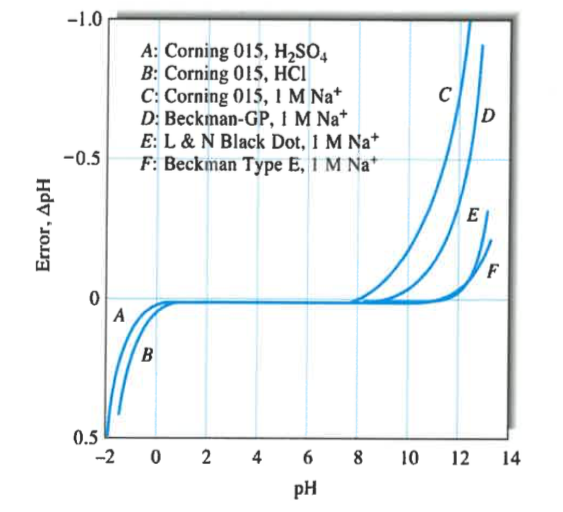 −1.0
A: Corning 015, H₂SO₄
B: Corning 015, HCl
C: Corning 015, 1 M Na⁺
D: Beckman-GP, 1 M Na⁺
E: L & N Black Dot, 1 M Na⁺
F: Beckman Type E, 1 M Na⁺
C
D
−0.5
E
F
Error, ΔpH
0
A
B
0.5
−2 0 2 4 6 8 10 12 14
pH